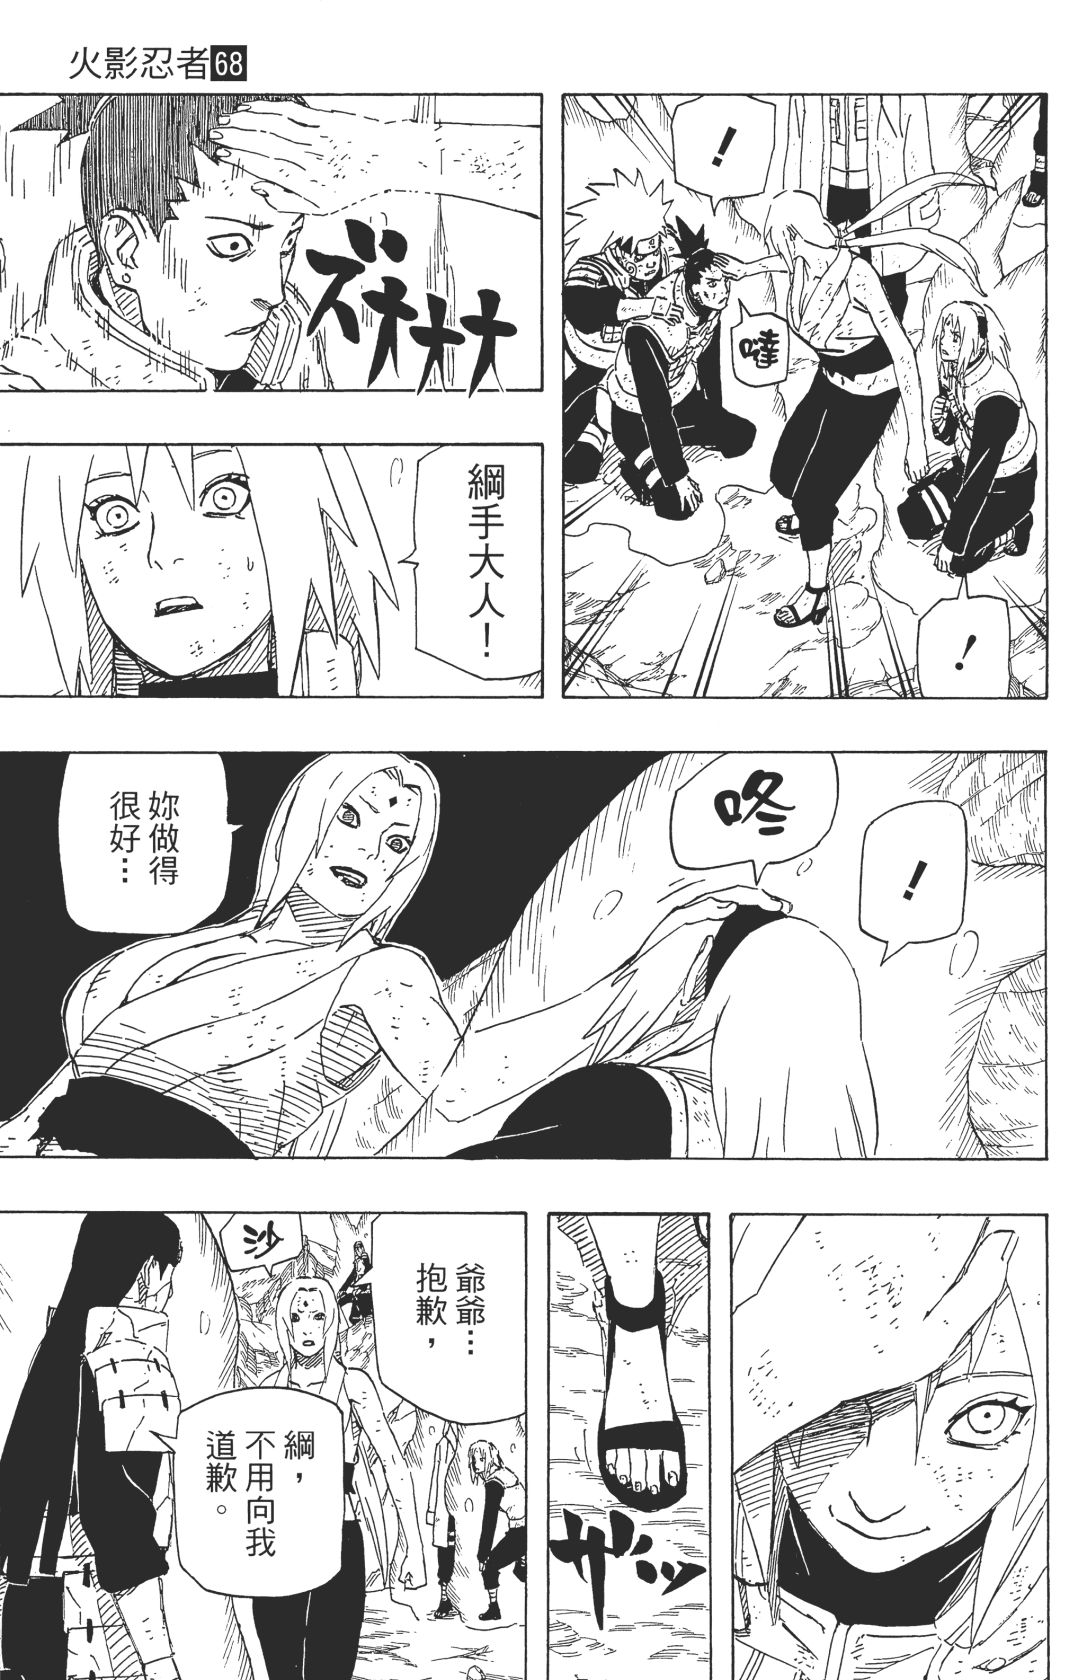 火影忍者68
！
噠
！
ズオオオ
綱手大人！
！
咚
妳做得
很好…
ザッ
爺爺…
抱歉，
沙
綱，
不用向我
道歉。